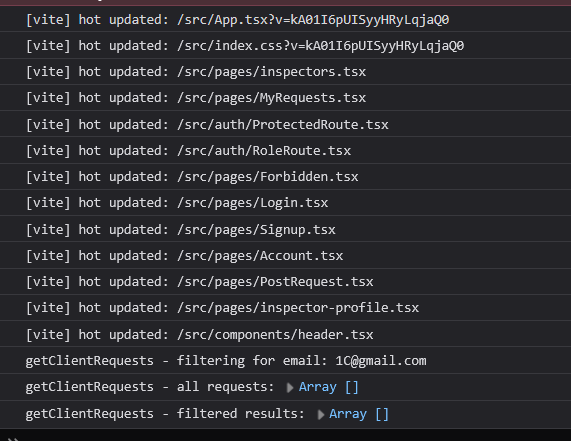 [vite] hot updated: /src/App.tsx?v=kA01I6pUISyyHRyLqjaQ0
[vite] hot updated: /src/index.css?v=kA01I6pUISyyHRyLqjaQ0
[vite] hot updated: /src/pages/inspectors.tsx
[vite] hot updated: /src/pages/MyRequests.tsx
[vite] hot updated: /src/auth/ProtectedRoute.tsx
[vite] hot updated: /src/auth/RoleRoute.tsx
[vite] hot updated: /src/pages/Forbidden.tsx
[vite] hot updated: /src/pages/Login.tsx
[vite] hot updated: /src/pages/Signup.tsx
[vite] hot updated: /src/pages/Account.tsx
[vite] hot updated: /src/pages/PostRequest.tsx
[vite] hot updated: /src/pages/inspector-profile.tsx
[vite] hot updated: /src/components/header.tsx
getClientRequests - filtering for email: 1C@gmail.com
getClientRequests - all requests: ▶ Array []
getClientRequests - filtered results: ▶ Array []